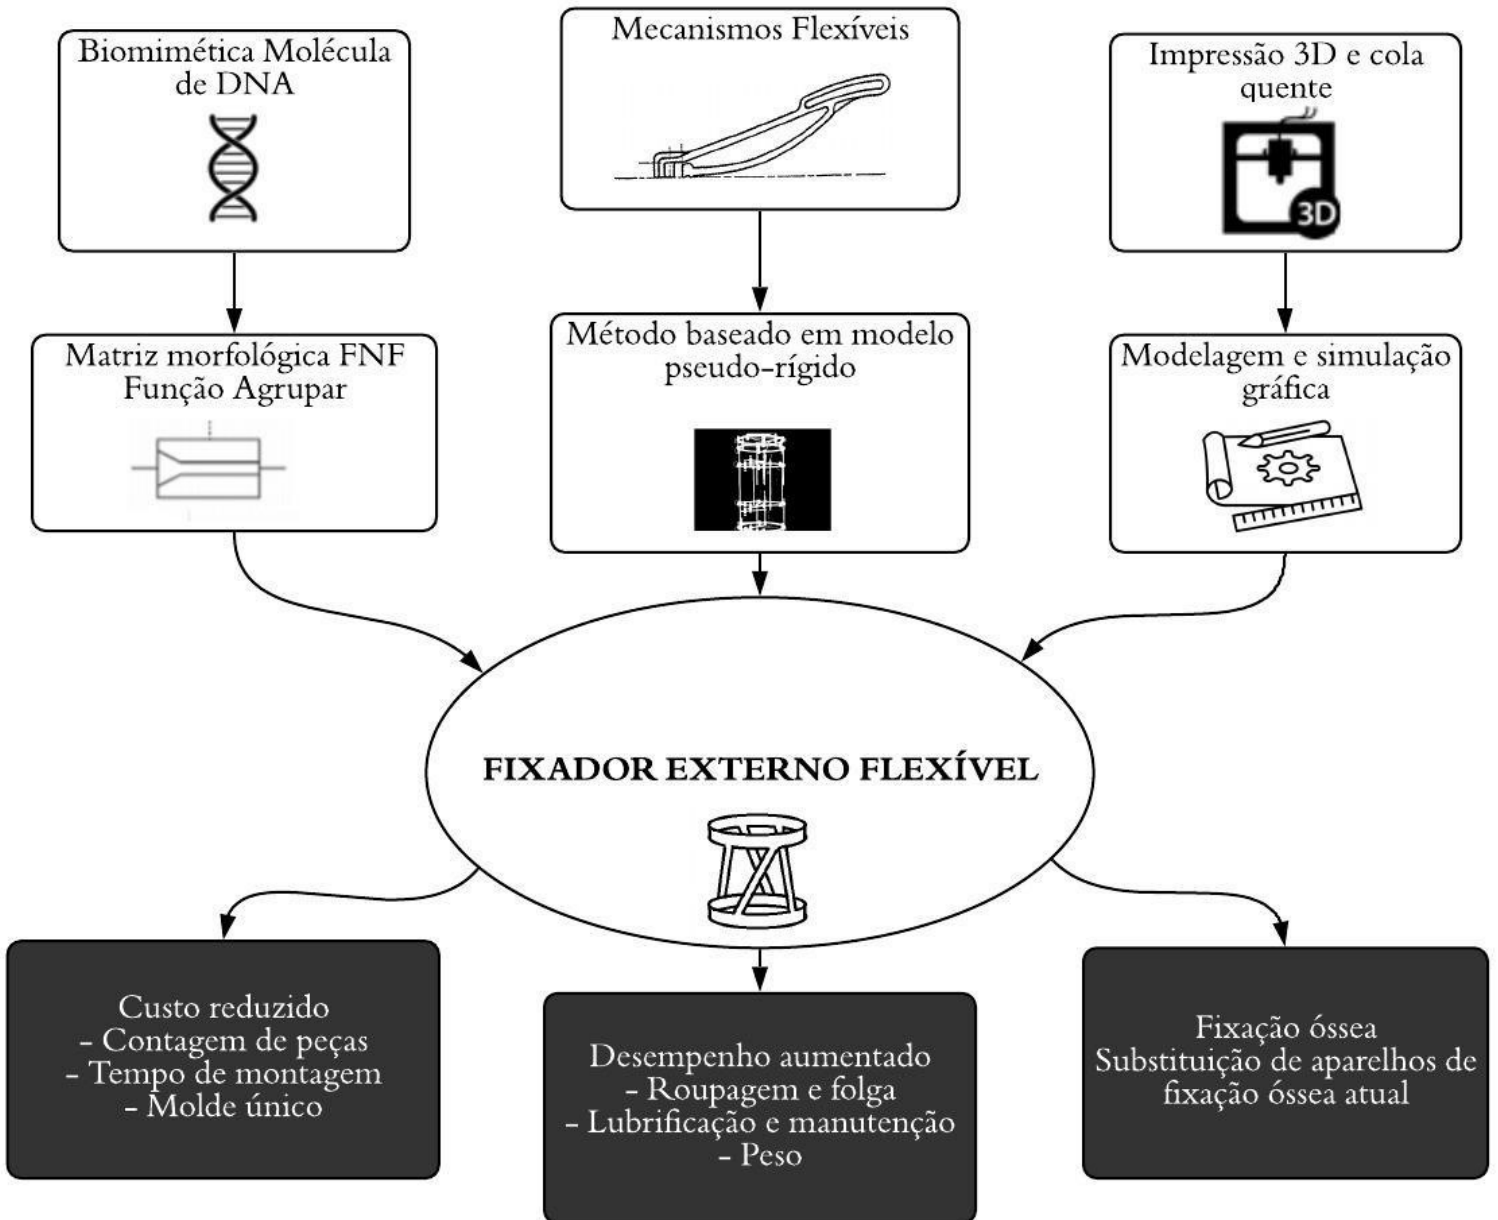 Biomimética Molécula
de DNA
Mecanismos Flexíveis
Impressão 3D e cola
quente
3D
Matriz morfológica FNF
Função Agrupar
Método baseado em modelo
pseudo-rígido
Modelagem e simulação
gráfica
FIXADOR EXTERNO FLEXÍVEL
Custo reduzido
- Contagem de peças
- Tempo de montagem
- Molde único
Desempenho aumentado
- Roupagem e folga
- Lubrificação e manutenção
- Peso
Fixação óssea
Substituição de aparelhos de
fixação óssea atual